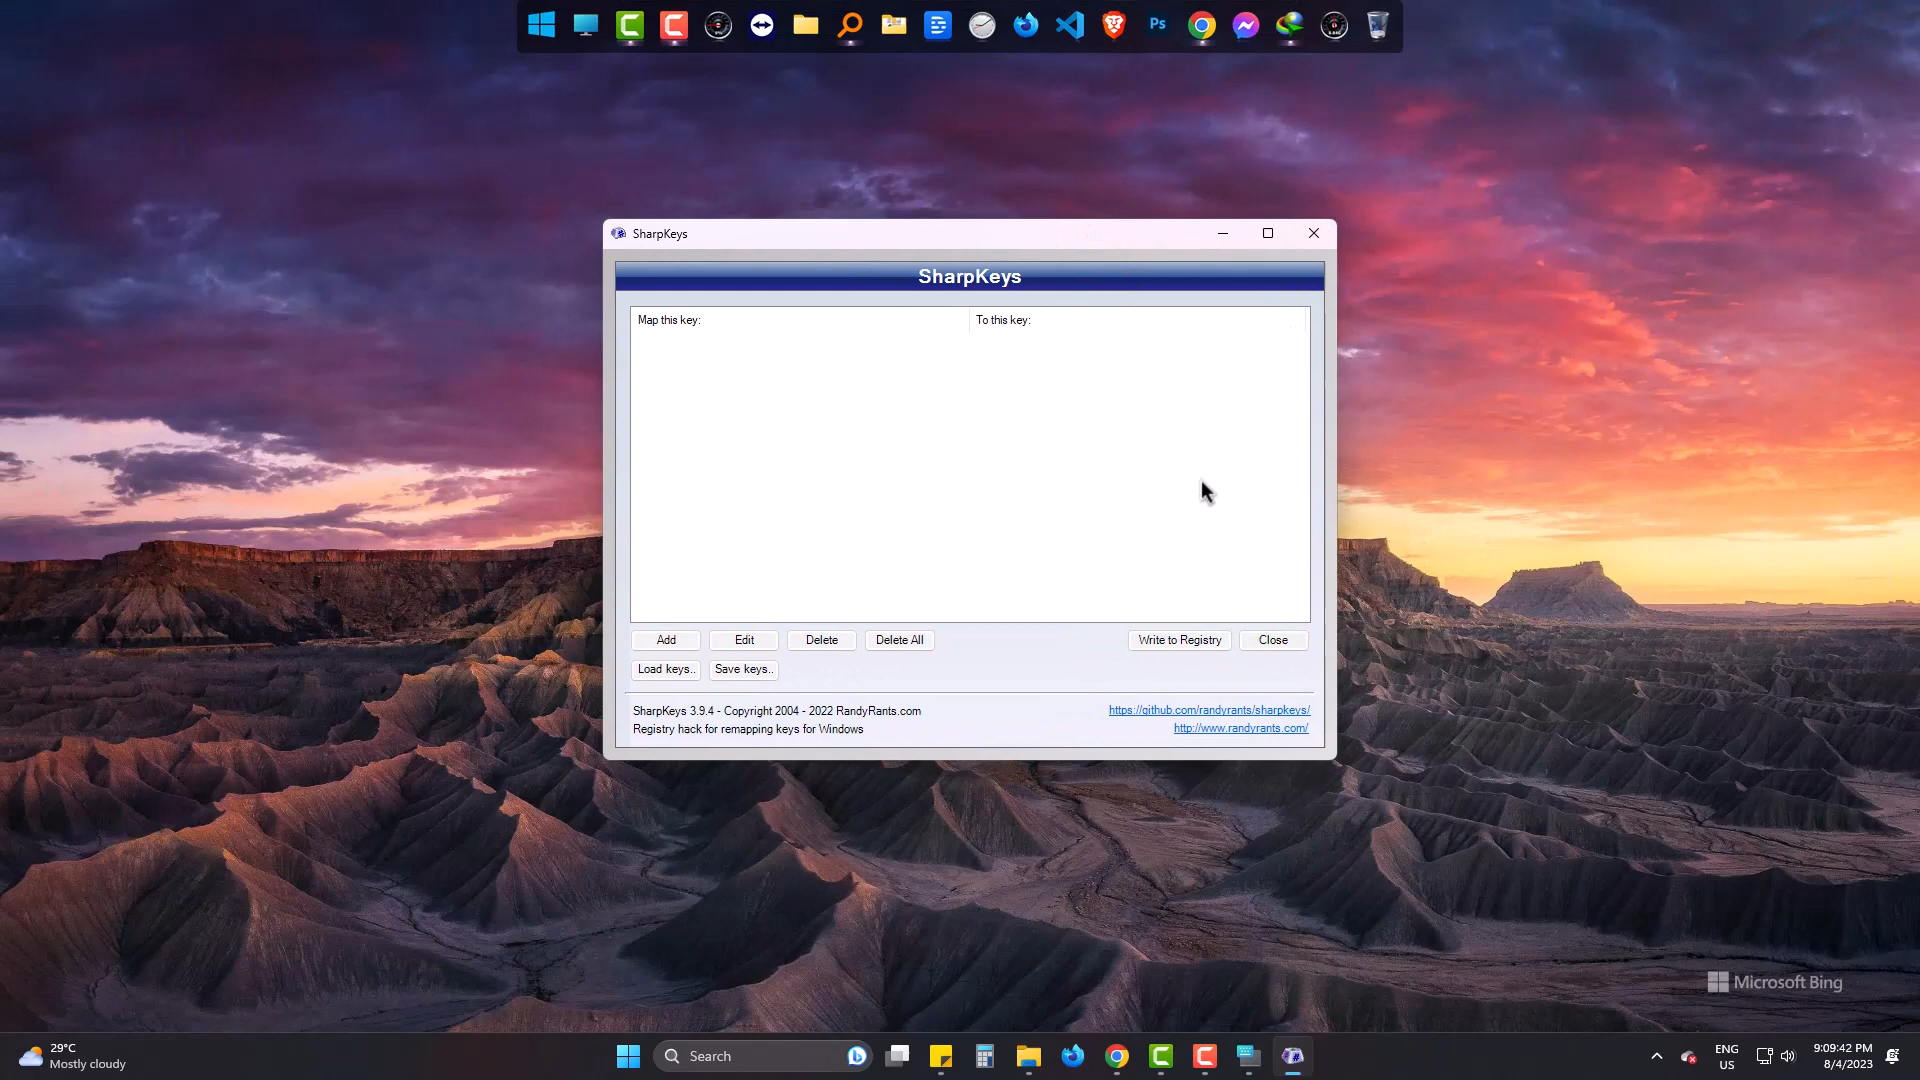 Ps
SharpKeys
SharpKeys
Map this key:
To this key:
Add
Edit
Delete
Delete All
Write to Registry
Close
Load keys..
Save keys..
SharpKeys 3.9.4 - Copyright 2004 - 2022 RandyRants.com
https://github.com/randyrants/sharpkeys/
Registry hack for remapping keys for Windows
http://www.randyrants.com/
Microsoft Bing
29°C
Mostly cloudy
Search
ENG
US
9:09:42 PM
8/4/2023